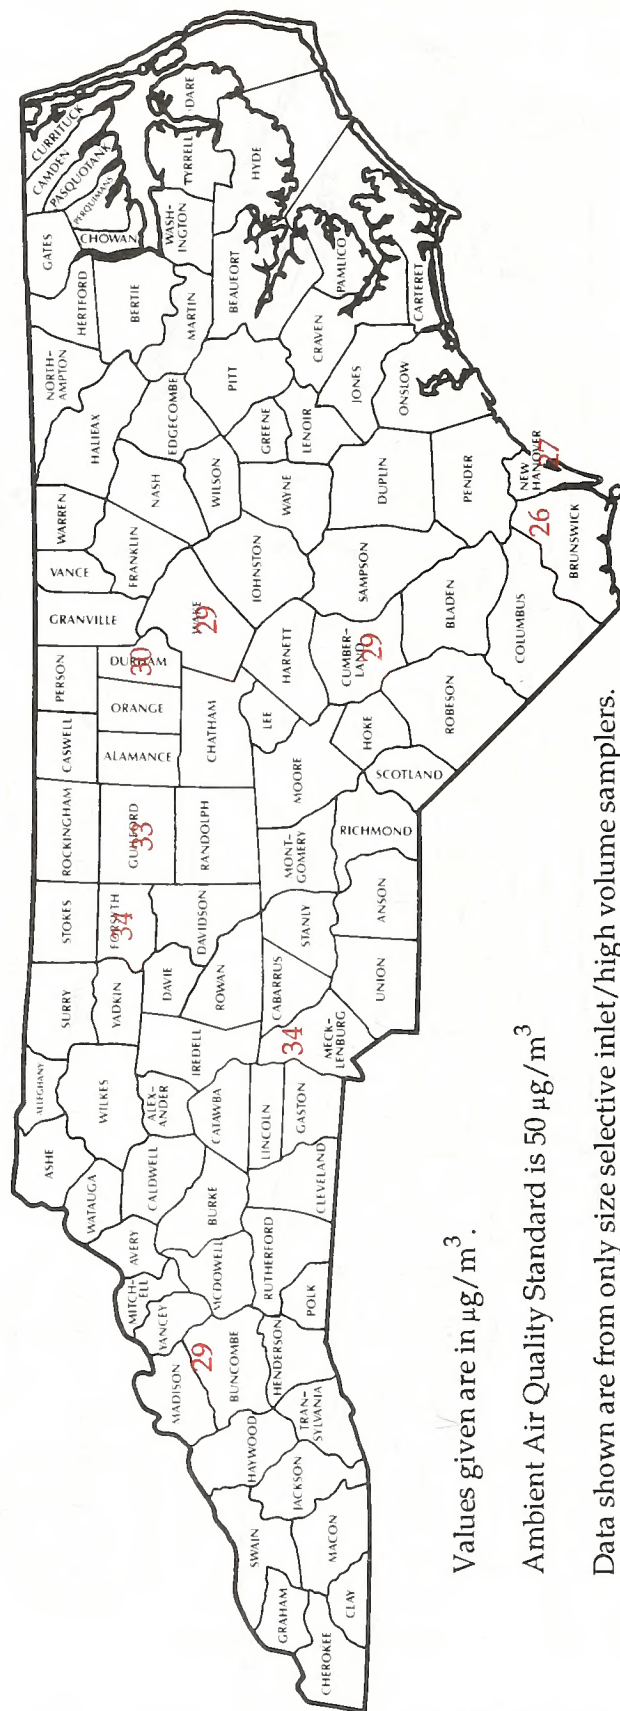 CHEROKEE
GRAHAM
CLAY
SWAIN
MACON
JACKSON
HAYWOOD
TRAN-
SYLVANIA
MADISON
29
BUNCOMBE
HENDERSON
YANCEY
MITCH-
ELL
AVERY
MCDOWELL
RUTHERFORD
POLK
WATAUGA
ASHE
ALLEGHANY
CALDWELL
BURKE
CLEVELAND
WILKES
ALEX-
ANDER
CATAWBA
LINCOLN
GASTON
SURRY
YADKIN
IREDELL
DAVIE
ROWAN
34
MECK-
LENBURG
CABARRUS
UNION
STOKES
FORSYTH
34
DAVIDSON
STANLY
ANSON
ROCKINGHAM
GUILFORD
33
RANDOLPH
MONT-
GOMERY
RICHMOND
CASWELL
ALAMANCE
ORANGE
CHATHAM
MOORE
SCOTLAND
HOKE
LEE
PERSON
DURHAM
30
GRANVILLE
WAKE
29
HARNETT
CUMBER-
LAND
29
ROBESON
VANCE
WARREN
FRANKLIN
JOHNSTON
SAMPSON
BLADEN
COLUMBUS
HALIFAX
NASH
WILSON
WAYNE
DUPLIN
PENDER
26
BRUNSWICK
NEW
HANOVER
27
NORTH-
AMPTON
EDGECOMBE
PITT
GREENE
LENOIR
JONES
ONSLOW
HERTFORD
BERTIE
MARTIN
BEAUFORT
CRAVEN
PAMLICO
CARTERET
GATES
CHOWAN
PERQUIMANS
PASQUOTANK
CAMDEN
CURRITUCK
WASH-
INGTON
TYRRELL
DARE
HYDE
Values given are in µg/m³.
Ambient Air Quality Standard is 50 µg/m³
Data shown are from only size selective inlet/high volume samplers.